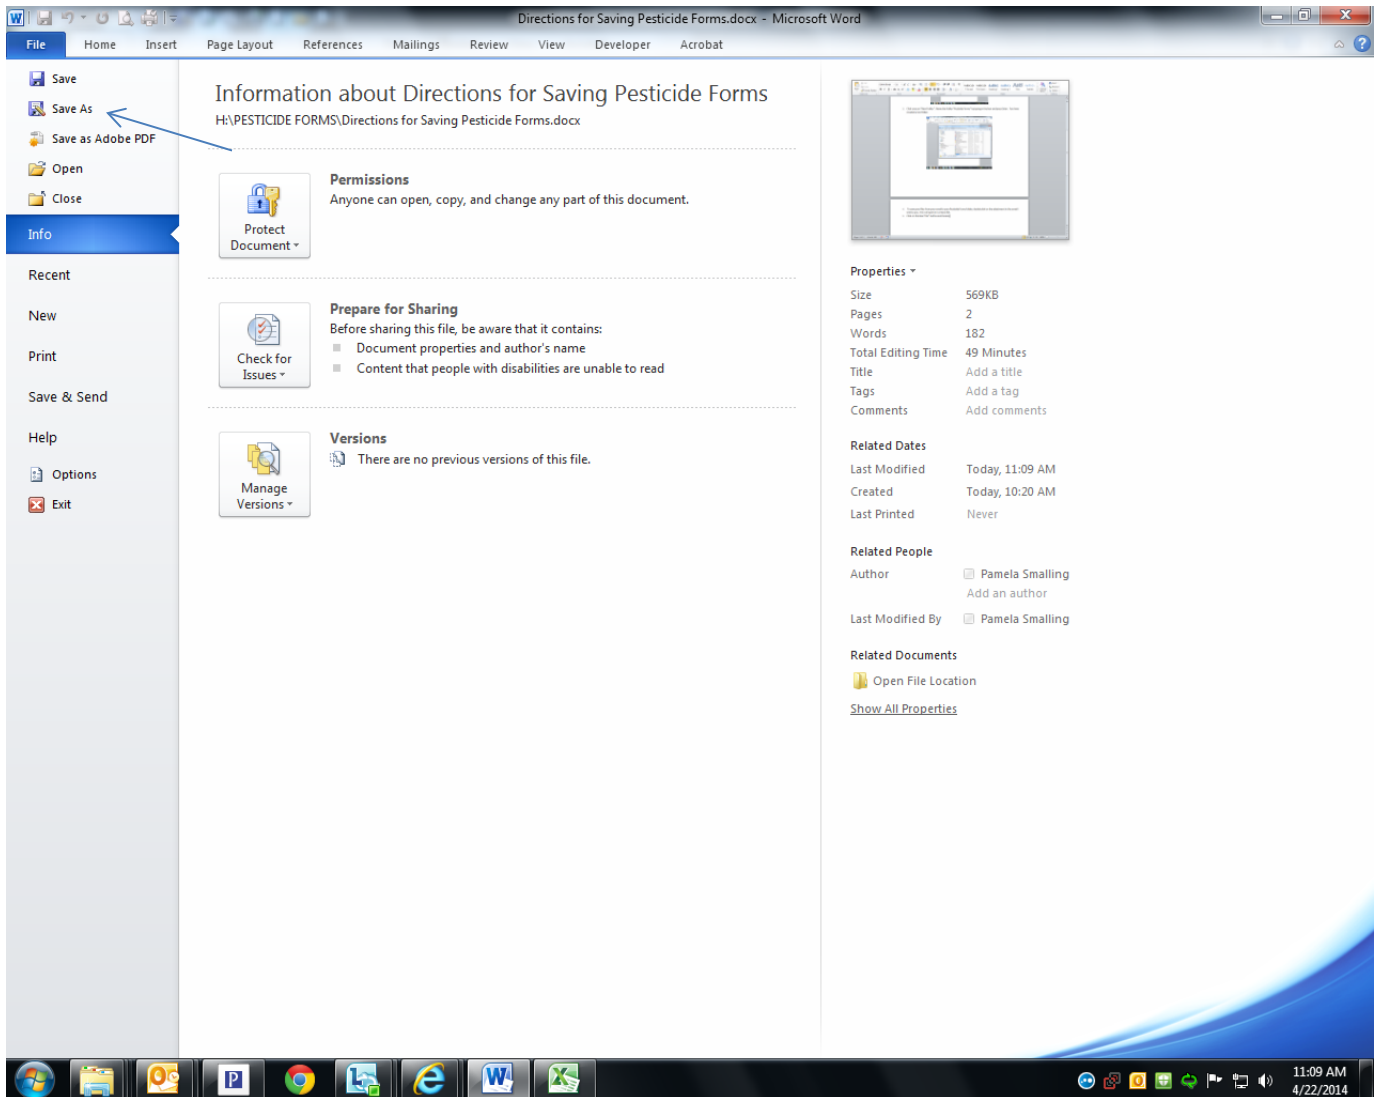 Directions for Saving Pesticide Forms.docx - Microsoft Word
File Home Insert Page Layout References Mailings Review View Developer Acrobat
Save
Save As
Save as Adobe PDF
Open
Close
Info
Recent
New
Print
Save & Send
Help
Options
Exit
Information about Directions for Saving Pesticide Forms
H:\PESTICIDE FORMS\Directions for Saving Pesticide Forms.docx
Protect
Document
Permissions
Anyone can open, copy, and change any part of this document.
Check for
Issues
Prepare for Sharing
Before sharing this file, be aware that it contains:
Document properties and author's name
Content that people with disabilities are unable to read
Manage
Versions
Versions
There are no previous versions of this file.
Properties
Size 569KB
Pages 2
Words 182
Total Editing Time 49 Minutes
Title Add a title
Tags Add a tag
Comments Add comments
Related Dates
Last Modified Today, 11:09 AM
Created Today, 10:20 AM
Last Printed Never
Related People
Author Pamela Smalling
Add an author
Last Modified By Pamela Smalling
Related Documents
Open File Location
Show All Properties
11:09 AM
4/22/2014